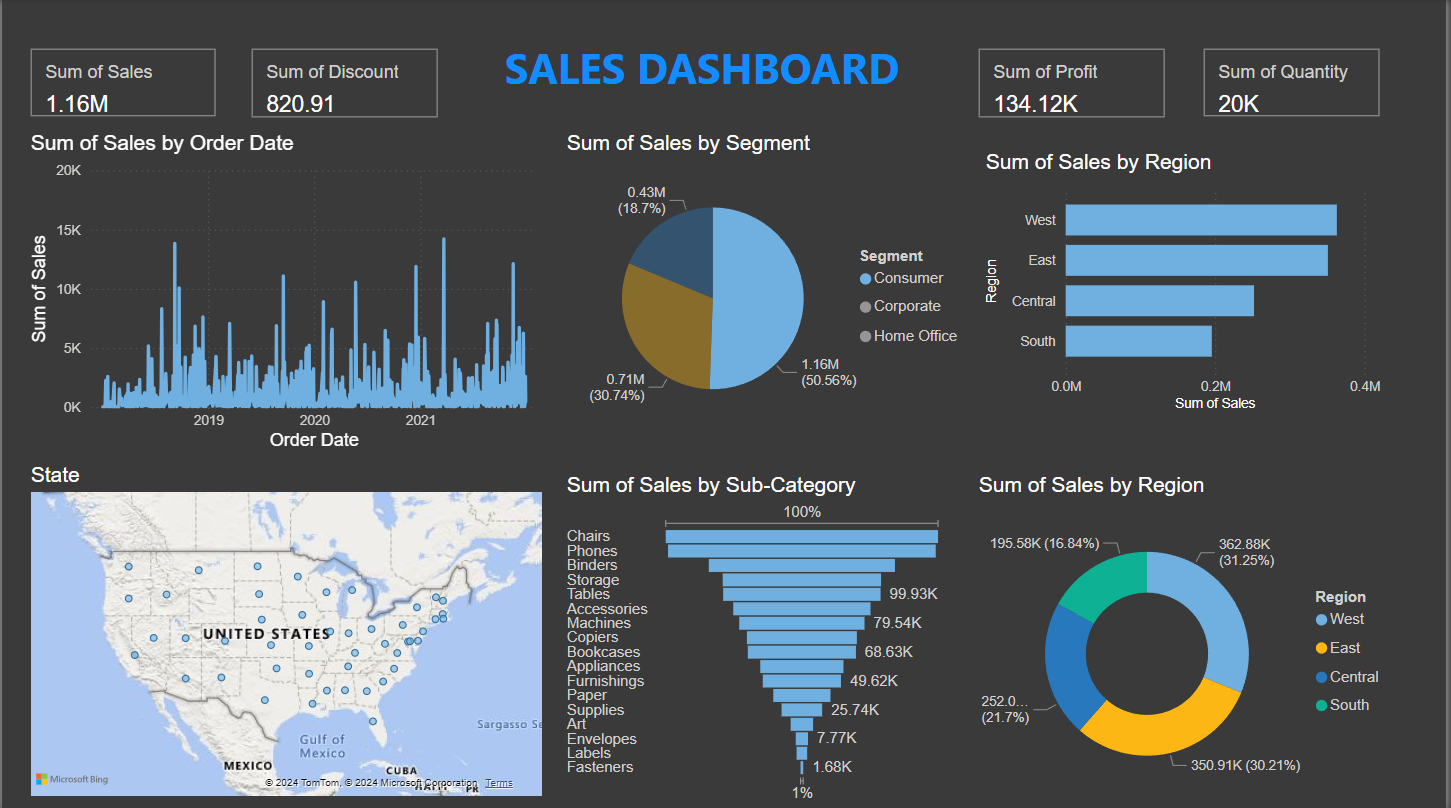 SALES DASHBOARD
Sum of Sales
1.16M
Sum of Discount
820.91
Sum of Profit
134.12K
Sum of Quantity
20K
Sum of Sales by Order Date
Sum of Sales
20K
15K
10K
5K
0K
2019
2020
2021
Order Date
Sum of Sales by Segment
0.43M
(18.7%)
0.71M
(30.74%)
1.16M
(50.56%)
Segment
Consumer
Corporate
Home Office
Sum of Sales by Region
Region
West
East
Central
South
0.0M
0.2M
0.4M
Sum of Sales
State
UNITED STATES
Gulf of
Mexico
Sargasso Se
MEXICO
CUBA
HAITI
PR
Microsoft Bing
© 2024 TomTom, © 2024 Microsoft Corporation Terms
Sum of Sales by Sub-Category
100%
Chairs
Phones
Binders
Storage
Tables 99.93K
Accessories
Machines 79.54K
Copiers
Bookcases 68.63K
Appliances
Furnishings 49.62K
Paper
Supplies 25.74K
Art
Envelopes 7.77K
Labels
Fasteners 1.68K
1%
Sum of Sales by Region
195.58K (16.84%)
362.88K
(31.25%)
252.0...
(21.7%)
350.91K (30.21%)
Region
West
East
Central
South